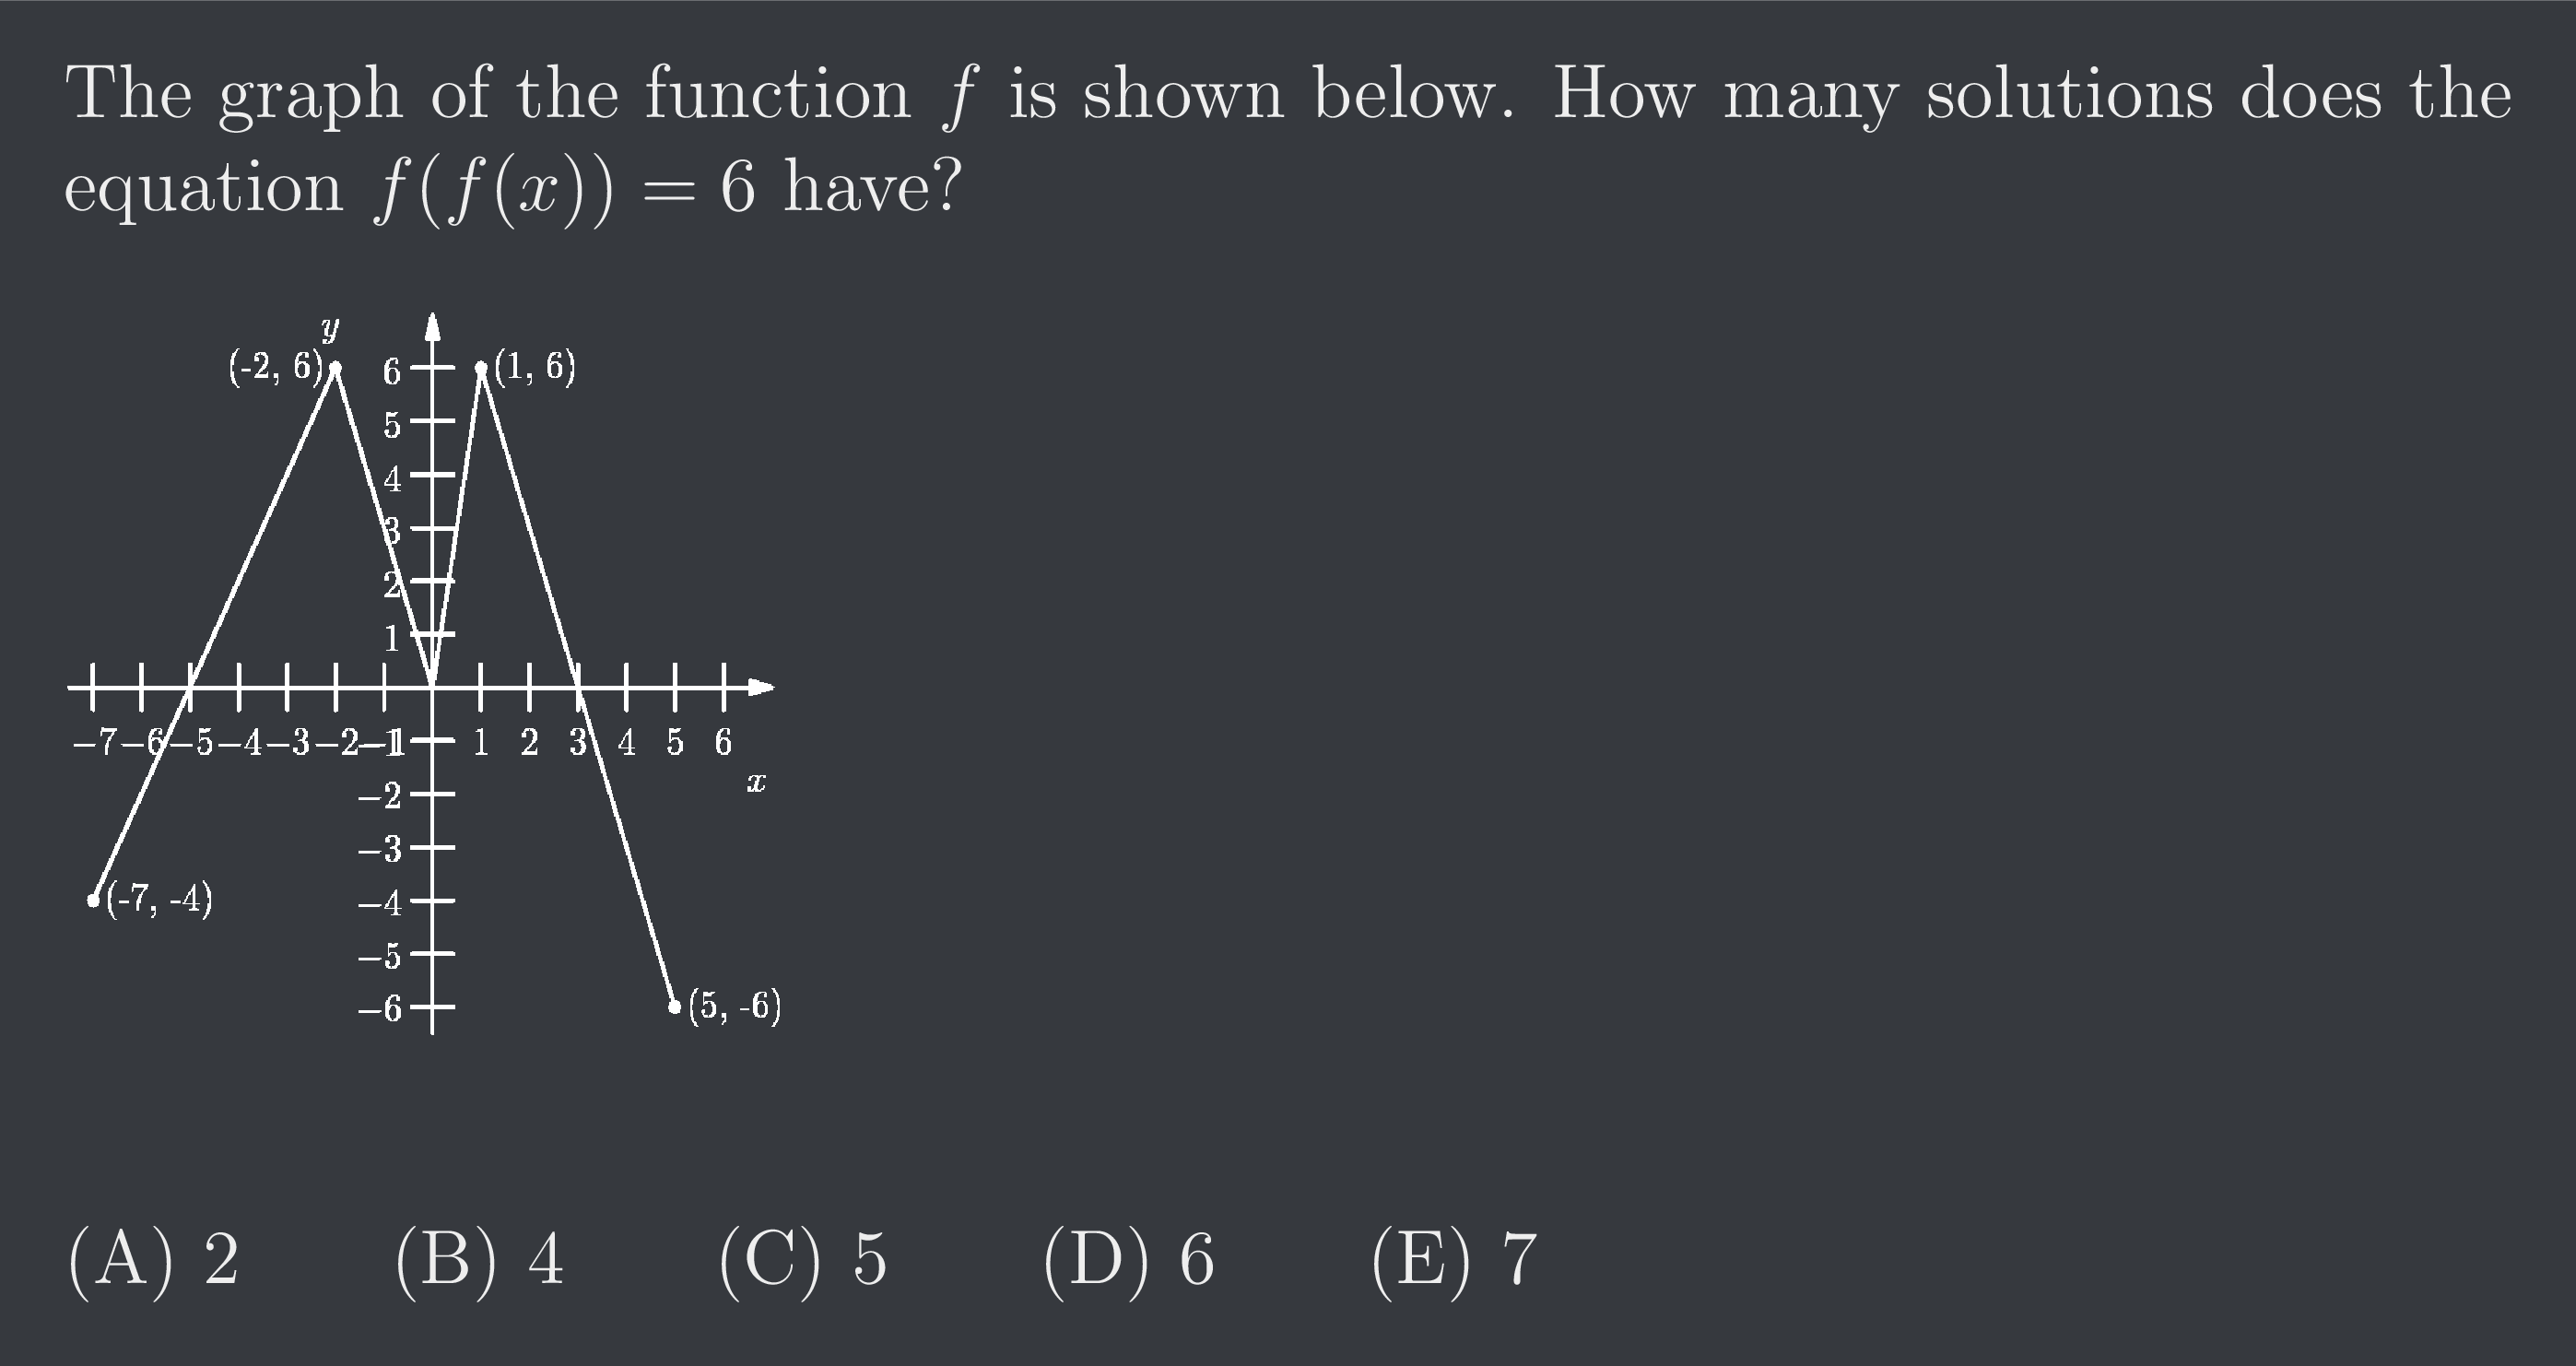 The graph of the function f is shown below. How many solutions does the
equation f(f(x)) = 6 have?
y
(-2, 6)
6
(1, 6)
5
4
3
2
1
−7 −6 −5 −4 −3 −2 −1 −1 1 2 3 4 5 6
x
−2
−3
(-7, -4)
−4
−5
−6
(5, -6)
(A) 2 (B) 4 (C) 5 (D) 6 (E) 7